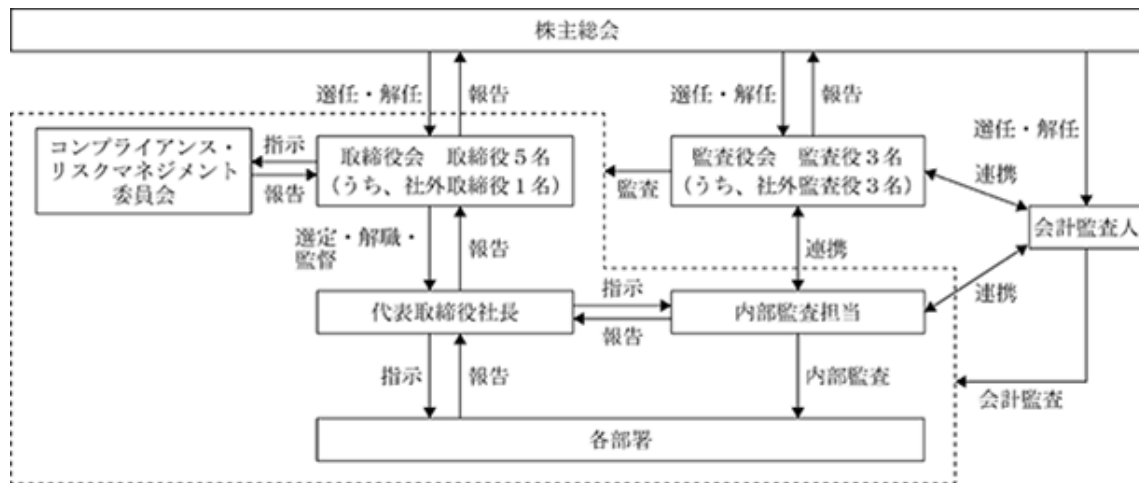 株主総会
選任・解任
報告
選任・解任
報告
選任・解任
コンプライアンス・
リスクマネジメント
委員会
指示
報告
取締役会 取締役5名
(うち、社外取締役1名)
監査
監査役会 監査役3名
(うち、社外監査役3名)
連携
会計監査人
選定・解職・
監督
報告
連携
連携
代表取締役社長
指示
報告
内部監査担当
指示
報告
内部監査
会計監査
各部署